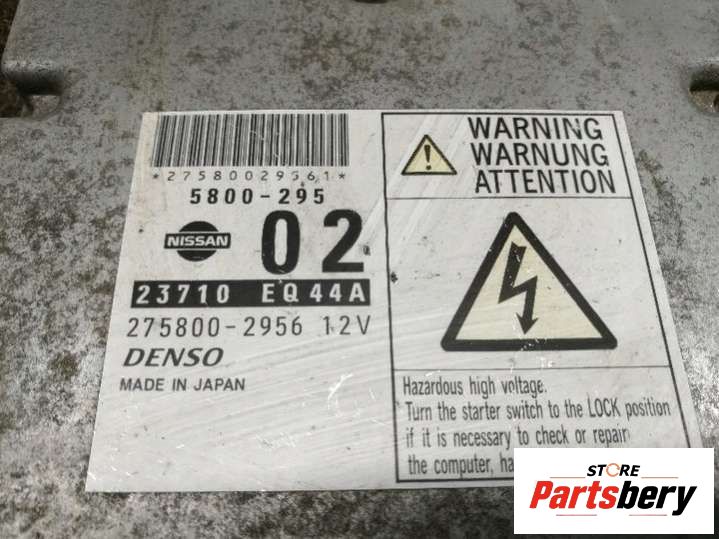 *27580029561*
5800-295
NISSAN 02
23710 EQ44A
275800-2956 12V
DENSO
MADE IN JAPAN
WARNING
WARNUNG
ATTENTION
Hazardous high voltage.
Turn the starter switch to the LOCK position
if it is necessary to check or repair
the computer,
STORE
Partsbery